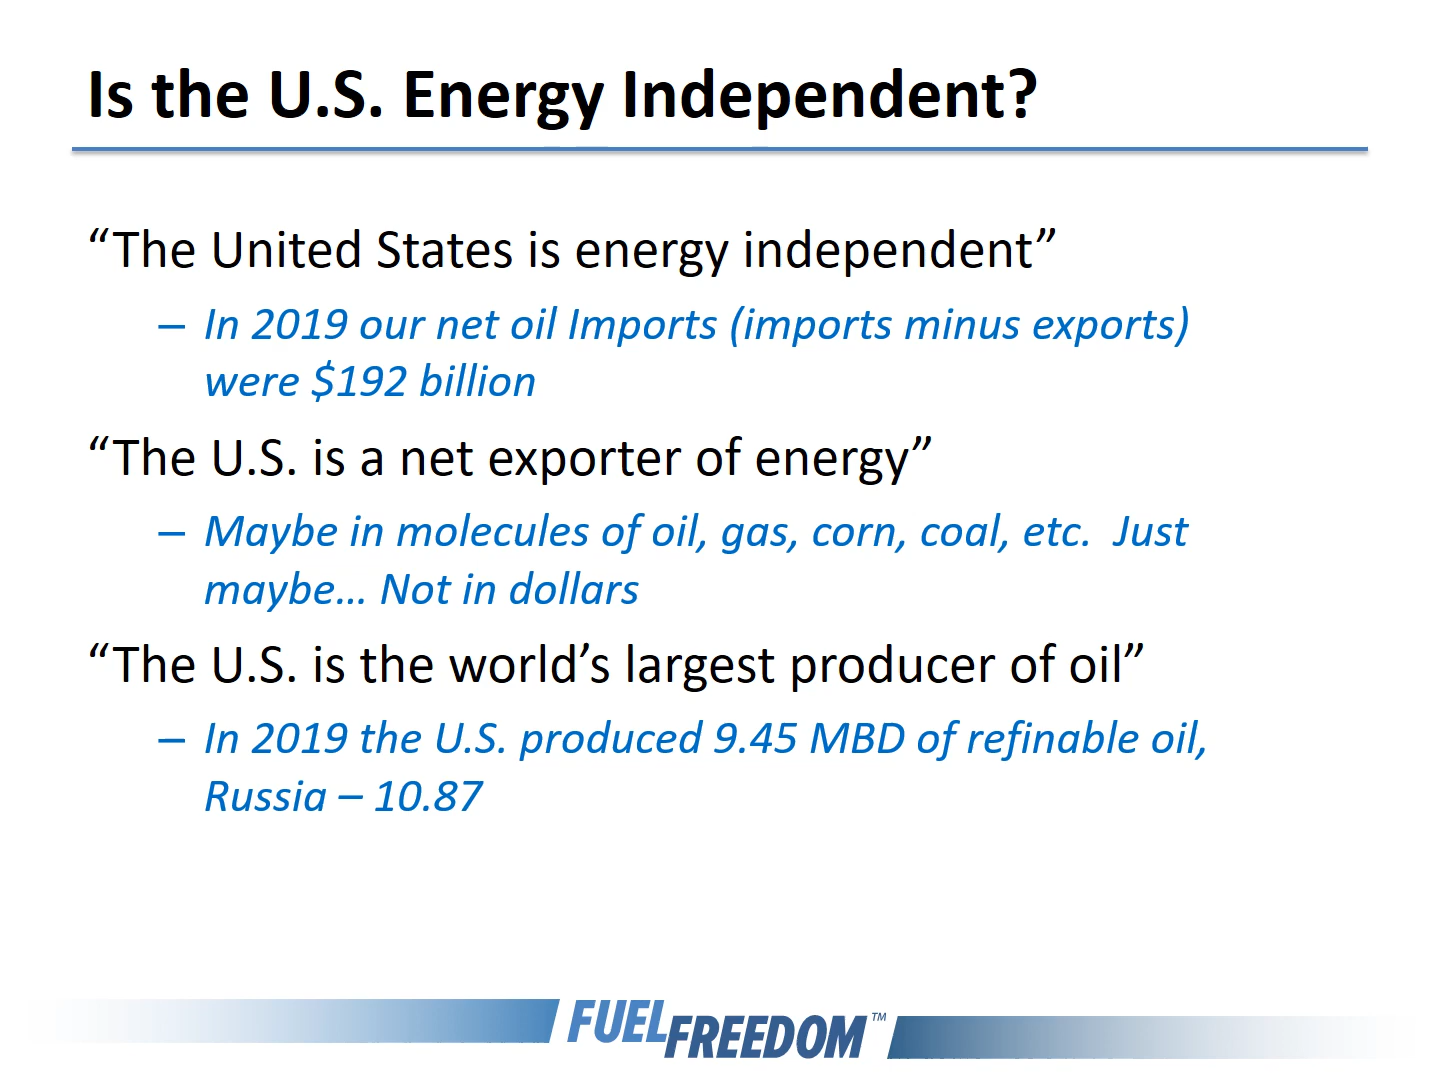 Is the U.S. Energy Independent?
“The United States is energy independent”
– In 2019 our net oil Imports (imports minus exports)
were $192 billion
“The U.S. is a net exporter of energy”
– Maybe in molecules of oil, gas, corn, coal, etc.  Just
maybe… Not in dollars
“The U.S. is the world’s largest producer of oil”
– In 2019 the U.S. produced 9.45 MBD of refinable oil,
Russia – 10.87
FUEL FREEDOM™